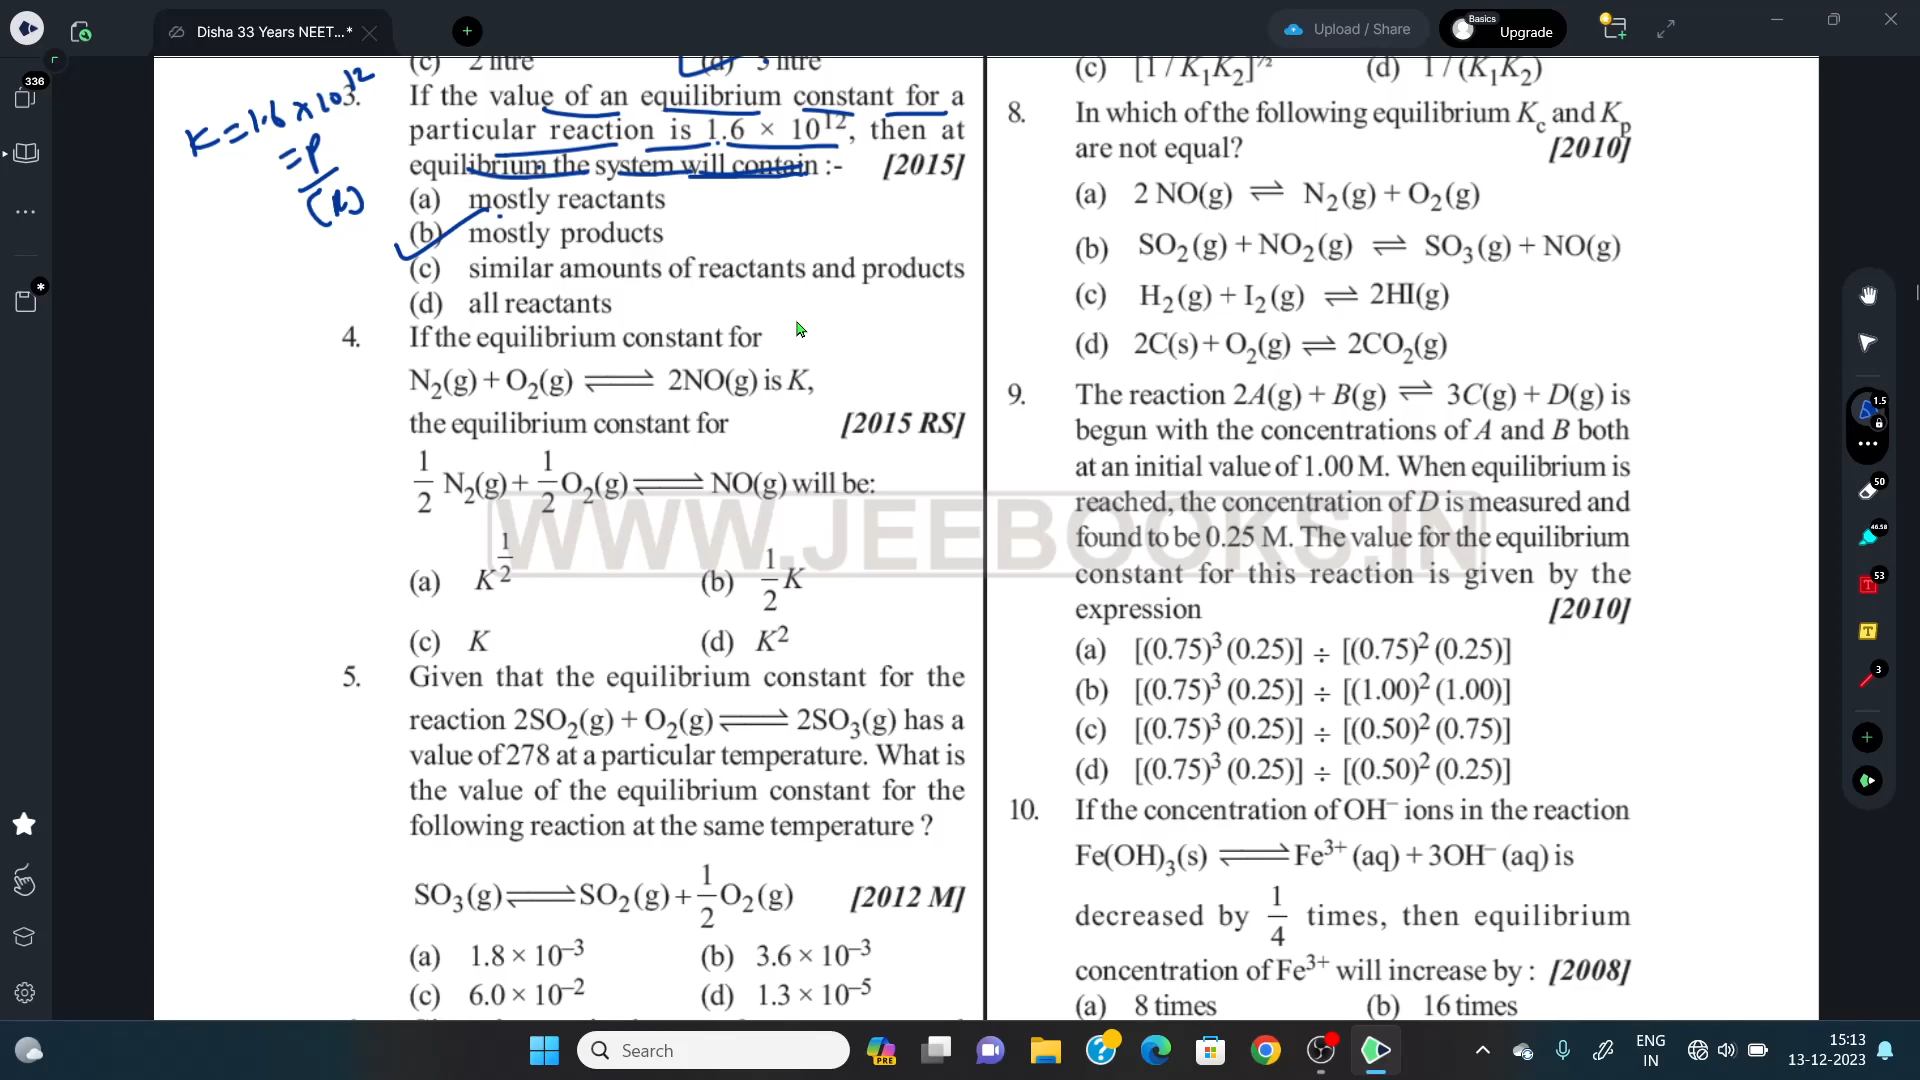 Disha 33 Years NEET...*
Upload / Share
Basics
Upgrade
336
K = 1.6 × 10¹²
= P
(R)
(c) 2 litre (d) 3 litre
3. If the value of an equilibrium constant for a
particular reaction is 1.6 × 10¹², then at
equilibrium the system will contain :- [2015]
(a) mostly reactants
(b) mostly products
(c) similar amounts of reactants and products
(d) all reactants
4. If the equilibrium constant for
N₂(g) + O₂(g) ⇌ 2NO(g) is K,
the equilibrium constant for [2015 RS]
1/2 N₂(g) + 1/2 O₂(g) ⇌ NO(g) will be:
(a) K^1/2 (b) 1/2 K
(c) K (d) K²
5. Given that the equilibrium constant for the
reaction 2SO₂(g) + O₂(g) ⇌ 2SO₃(g) has a
value of 278 at a particular temperature. What is
the value of the equilibrium constant for the
following reaction at the same temperature ?
SO₃(g) ⇌ SO₂(g) + 1/2 O₂(g) [2012 M]
(a) 1.8 × 10⁻³ (b) 3.6 × 10⁻³
(c) 6.0 × 10⁻² (d) 1.3 × 10⁻⁵
(c) [1 / K₁K₂]^1/2 (d) 1 / (K₁K₂)
8. In which of the following equilibrium Kc and Kp
are not equal? [2010]
(a) 2 NO(g) ⇌ N₂(g) + O₂(g)
(b) SO₂(g) + NO₂(g) ⇌ SO₃(g) + NO(g)
(c) H₂(g) + I₂(g) ⇌ 2HI(g)
(d) 2C(s) + O₂(g) ⇌ 2CO₂(g)
9. The reaction 2A(g) + B(g) ⇌ 3C(g) + D(g) is
begun with the concentrations of A and B both
at an initial value of 1.00 M. When equilibrium is
reached, the concentration of D is measured and
found to be 0.25 M. The value for the equilibrium
constant for this reaction is given by the
expression [2010]
(a) [(0.75)³ (0.25)] ÷ [(0.75)² (0.25)]
(b) [(0.75)³ (0.25)] ÷ [(1.00)² (1.00)]
(c) [(0.75)³ (0.25)] ÷ [(0.50)² (0.75)]
(d) [(0.75)³ (0.25)] ÷ [(0.50)² (0.25)]
10. If the concentration of OH⁻ ions in the reaction
Fe(OH)₃(s) ⇌ Fe³⁺ (aq) + 3OH⁻ (aq) is
decreased by 1/4 times, then equilibrium
concentration of Fe³⁺ will increase by : [2008]
(a) 8 times (b) 16 times
WWW.JEEBOOKS.IN
1.5
50
46.58
53
3
Search
PRE
ENG
IN
15:13
13-12-2023